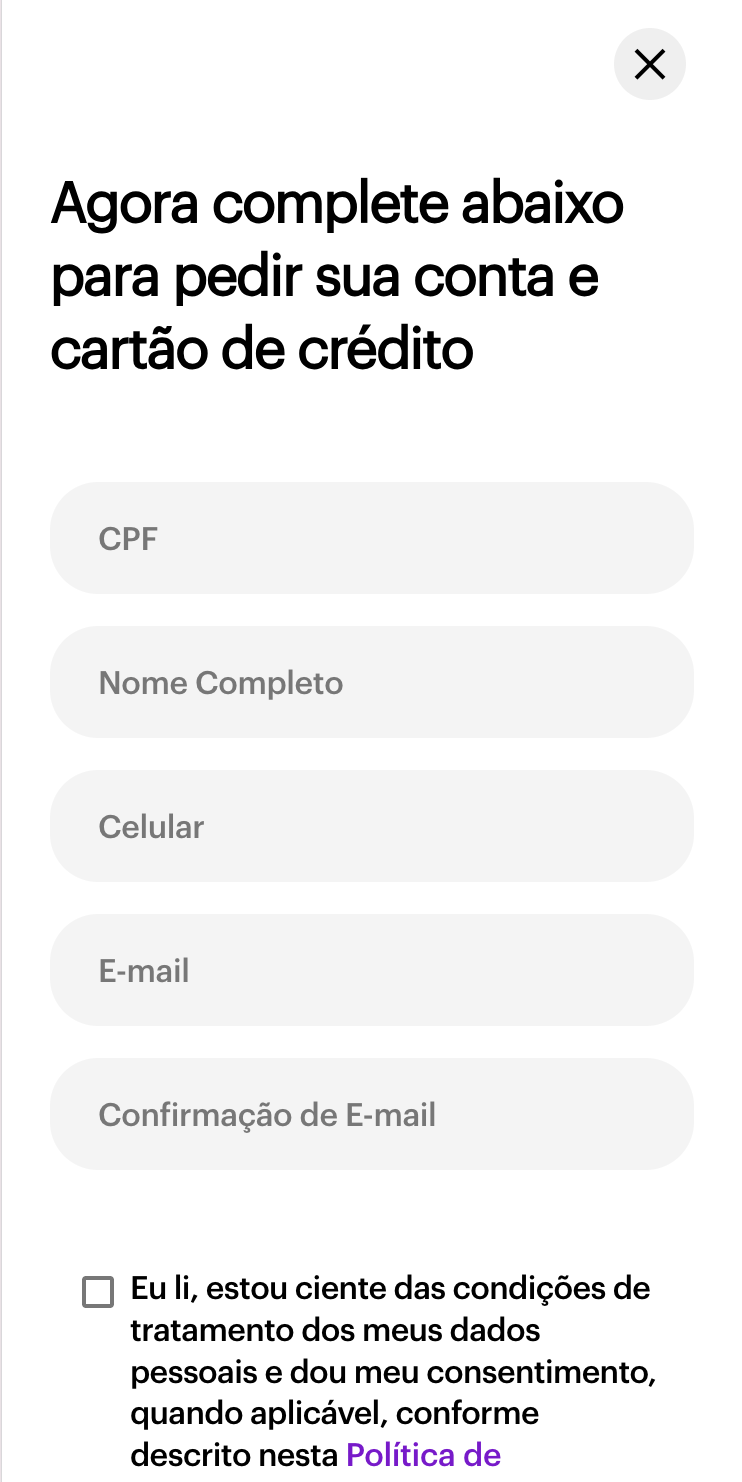 Agora complete abaixo
para pedir sua conta e
cartão de crédito
CPF
Nome Completo
Celular
E-mail
Confirmação de E-mail
Eu li, estou ciente das condições de
tratamento dos meus dados
pessoais e dou meu consentimento,
quando aplicável, conforme
descrito nesta Política de